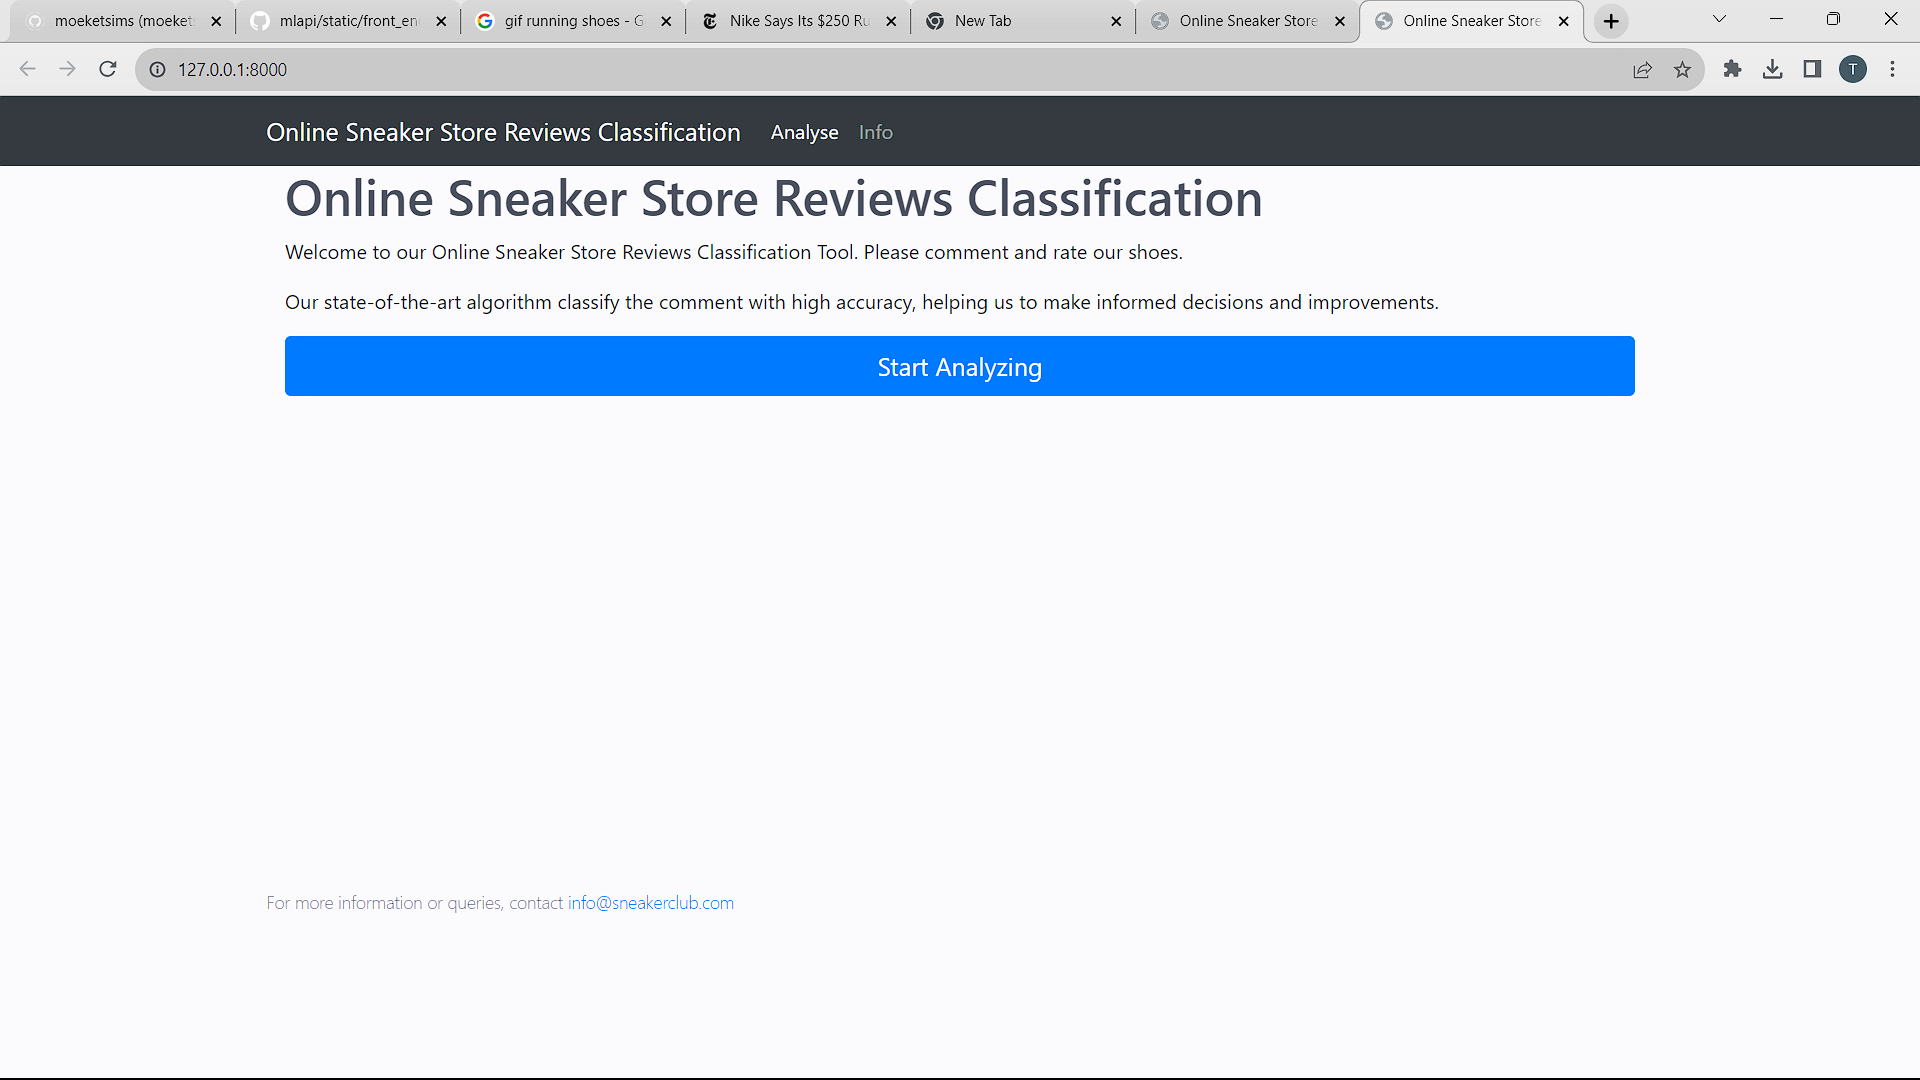 moeketsims (moeket
mlapi/static/front_en
gif running shoes - G
Nike Says Its $250 Ru
New Tab
Online Sneaker Store
Online Sneaker Store
127.0.0.1:8000
T
Online Sneaker Store Reviews Classification Analyse Info
Online Sneaker Store Reviews Classification
Welcome to our Online Sneaker Store Reviews Classification Tool. Please comment and rate our shoes.
Our state-of-the-art algorithm classify the comment with high accuracy, helping us to make informed decisions and improvements.
Start Analyzing
For more information or queries, contact info@sneakerclub.com